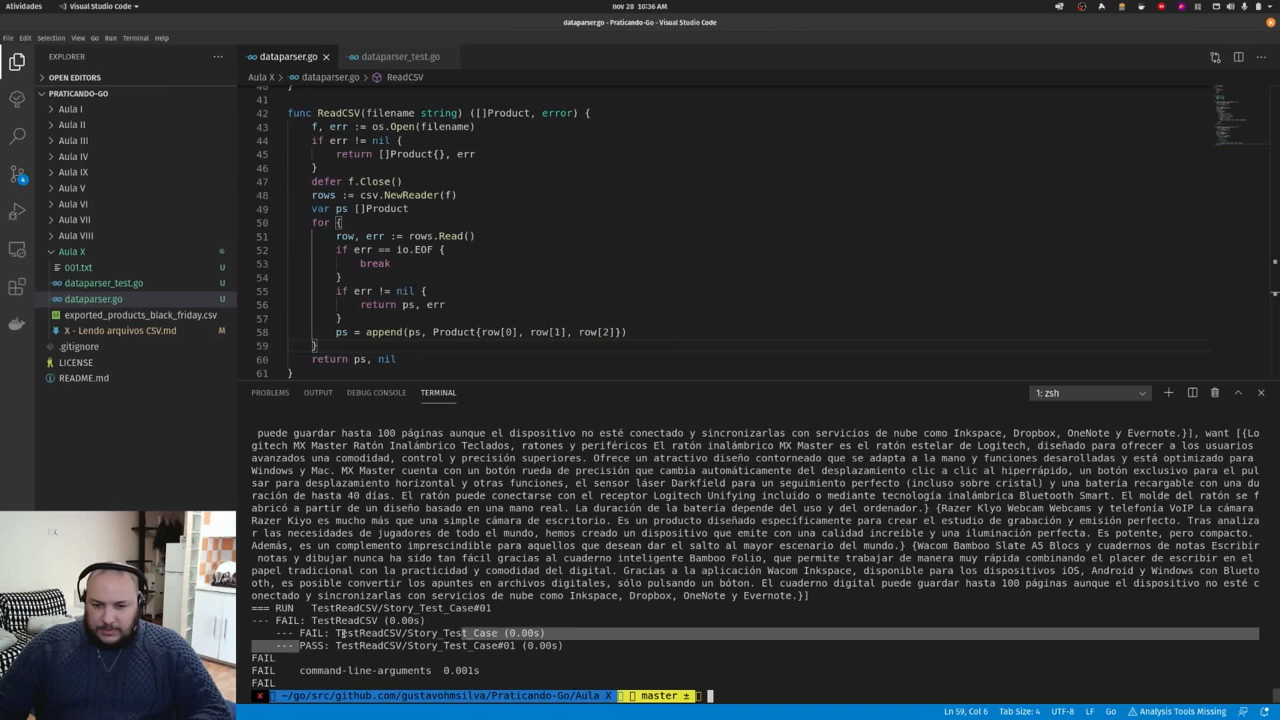 Atividades
Visual Studio Code
nov 28 10:36 AM
dataparser.go - Praticando-Go - Visual Studio Code
File Edit Selection View Go Run Terminal Help
EXPLORER
OPEN EDITORS
PRATICANDO-GO
Aula I
Aula II
Aula III
Aula IV
Aula IX
Aula V
Aula VI
Aula VII
Aula VIII
Aula X
001.txt U
dataparser_test.go U
dataparser.go U
exported_products_black_friday.csv U
X - Lendo arquivos CSV.md M
.gitignore
LICENSE
README.md
4
dataparser.go
dataparser_test.go
Aula X > dataparser.go > ReadCSV
40 }
41
42 func ReadCSV(filename string) ([]Product, error) {
43 f, err := os.Open(filename)
44 if err != nil {
45 return []Product{}, err
46 }
47 defer f.Close()
48 rows := csv.NewReader(f)
49 var ps []Product
50 for {
51 row, err := rows.Read()
52 if err == io.EOF {
53 break
54 }
55 if err != nil {
56 return ps, err
57 }
58 ps = append(ps, Product{row[0], row[1], row[2]})
59 }
60 return ps, nil
61 }
PROBLEMS OUTPUT DEBUG CONSOLE TERMINAL
1: zsh
puede guardar hasta 100 páginas aunque el dispositivo no esté conectado y sincronizarlas con servicios de nube como Inkspace, Dropbox, OneNote y Evernote.}], want [{Lo
gitech MX Master Ratón Inalámbrico Teclados, ratones y periféricos El ratón inalámbrico MX Master es el ratón estelar de Logitech, diseñado para ofrecer a los usuarios
avanzados una comodidad, control y precisión superiores. Ofrece un atractivo diseño contorneado que se adapta a la mano y funciones desarolladas y está optimizado para
Windows y Mac. MX Master cuenta con un botón rueda de precisión que cambia automáticamente del desplazamiento clic a clic al hiperrápido, un botón exclusivo para el pul
sar para desplazamiento horizontal y otras funciones, el sensor láser Darkfield para un seguimiento perfecto (incluso sobre cristal) y una batería recargable con una du
ración de hasta 40 días. El ratón puede conectarse con el receptor Logitech Unifying incluido o mediante tecnología inalámbrica Bluetooth Smart. El molde del ratón se f
abricó a partir de un diseño basado en una mano real. La duración de la batería depende del uso y del ordenador.} {Razer Klyo Webcam Webcams y telefonía VoIP La cámara
Razer Kiyo es mucho más que una simple cámara de escritorio. Es un producto diseñado específicamente para crear el estudio de grabación y emisión perfecto. Tras analiza
r las necesidades de jugadores de todo el mundo, hemos creado un dispositivo que emite con una calidad increíble y una iluminación perfecta. Es potente, pero compacto.
Además, es un complemento imprescindible para aquellos que desean dar el salto al mayor escenario del mundo.} {Wacom Bamboo Slate A5 Blocs y cuadernos de notas Escribir
notas y dibujar nunca ha sido tan fácil gracias al cuaderno inteligente Bamboo Folio, que permite trabajar de manera muy rápida combinando el placer de escribir en el
papel tradicional con la practicidad y comodidad del digital. Gracias a la aplicación Wacom Inkspace, disponible para los dispositivos iOS, Android y Windows con Blueto
oth, es posible convertir los apuntes en archivos digitales, sólo pulsando un bóton. El cuaderno digital puede guardar hasta 100 páginas aunque el dispositivo no esté c
onectado y sincronizarlas con servicios de nube como Inkspace, Dropbox, OneNote y Evernote.}]
=== RUN TestReadCSV/Story_Test_Case#01
--- FAIL: TestReadCSV (0.00s)
--- FAIL: TestReadCSV/Story_Test_Case (0.00s)
--- PASS: TestReadCSV/Story_Test_Case#01 (0.00s)
FAIL
FAIL command-line-arguments 0.001s
FAIL
✘ ~/go/src/github.com/gustavohmsilva/Praticando-Go/Aula X master ±
Ln 59, Col 6 Tab Size: 4 UTF-8 LF Go Analysis Tools Missing